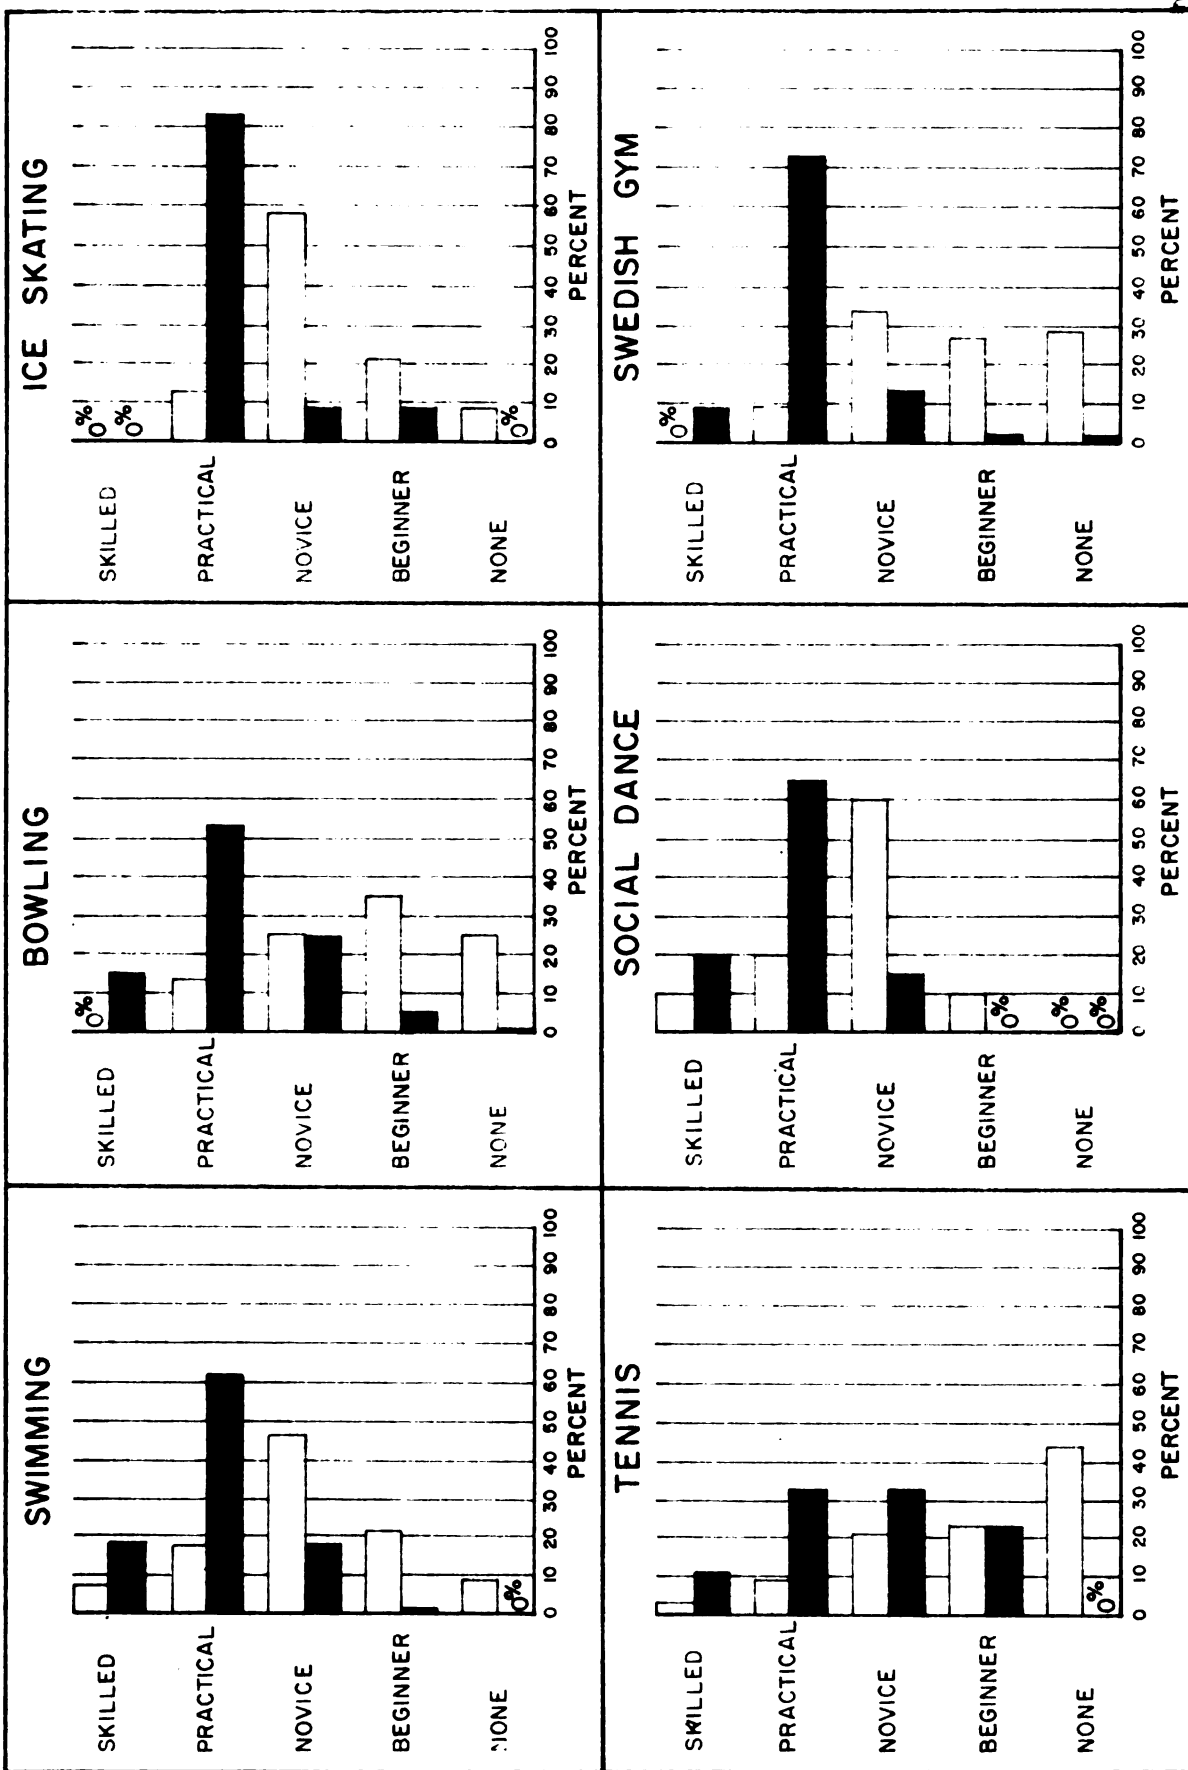 SWIMMING
SKILLED
PRACTICAL
NOVICE
BEGINNER
NONE
0%
0 10 20 30 40 50 60 70 80 90 100
PERCENT
BOWLING
SKILLED
0%
PRACTICAL
NOVICE
BEGINNER
NONE
0 10 20 30 40 50 60 70 80 90 100
PERCENT
ICE SKATING
SKILLED
0%
0%
PRACTICAL
NOVICE
BEGINNER
NONE
0%
0 10 20 30 40 50 60 70 80 90 100
PERCENT
TENNIS
SKILLED
PRACTICAL
NOVICE
BEGINNER
NONE
0%
0 10 20 30 40 50 60 70 80 90 100
PERCENT
SOCIAL DANCE
SKILLED
PRACTICAL
NOVICE
BEGINNER
0%
NONE
0%
0%
0 10 20 30 40 50 60 70 80 90 100
PERCENT
SWEDISH GYM
SKILLED
0%
PRACTICAL
NOVICE
BEGINNER
NONE
0 10 20 30 40 50 60 70 80 90 100
PERCENT